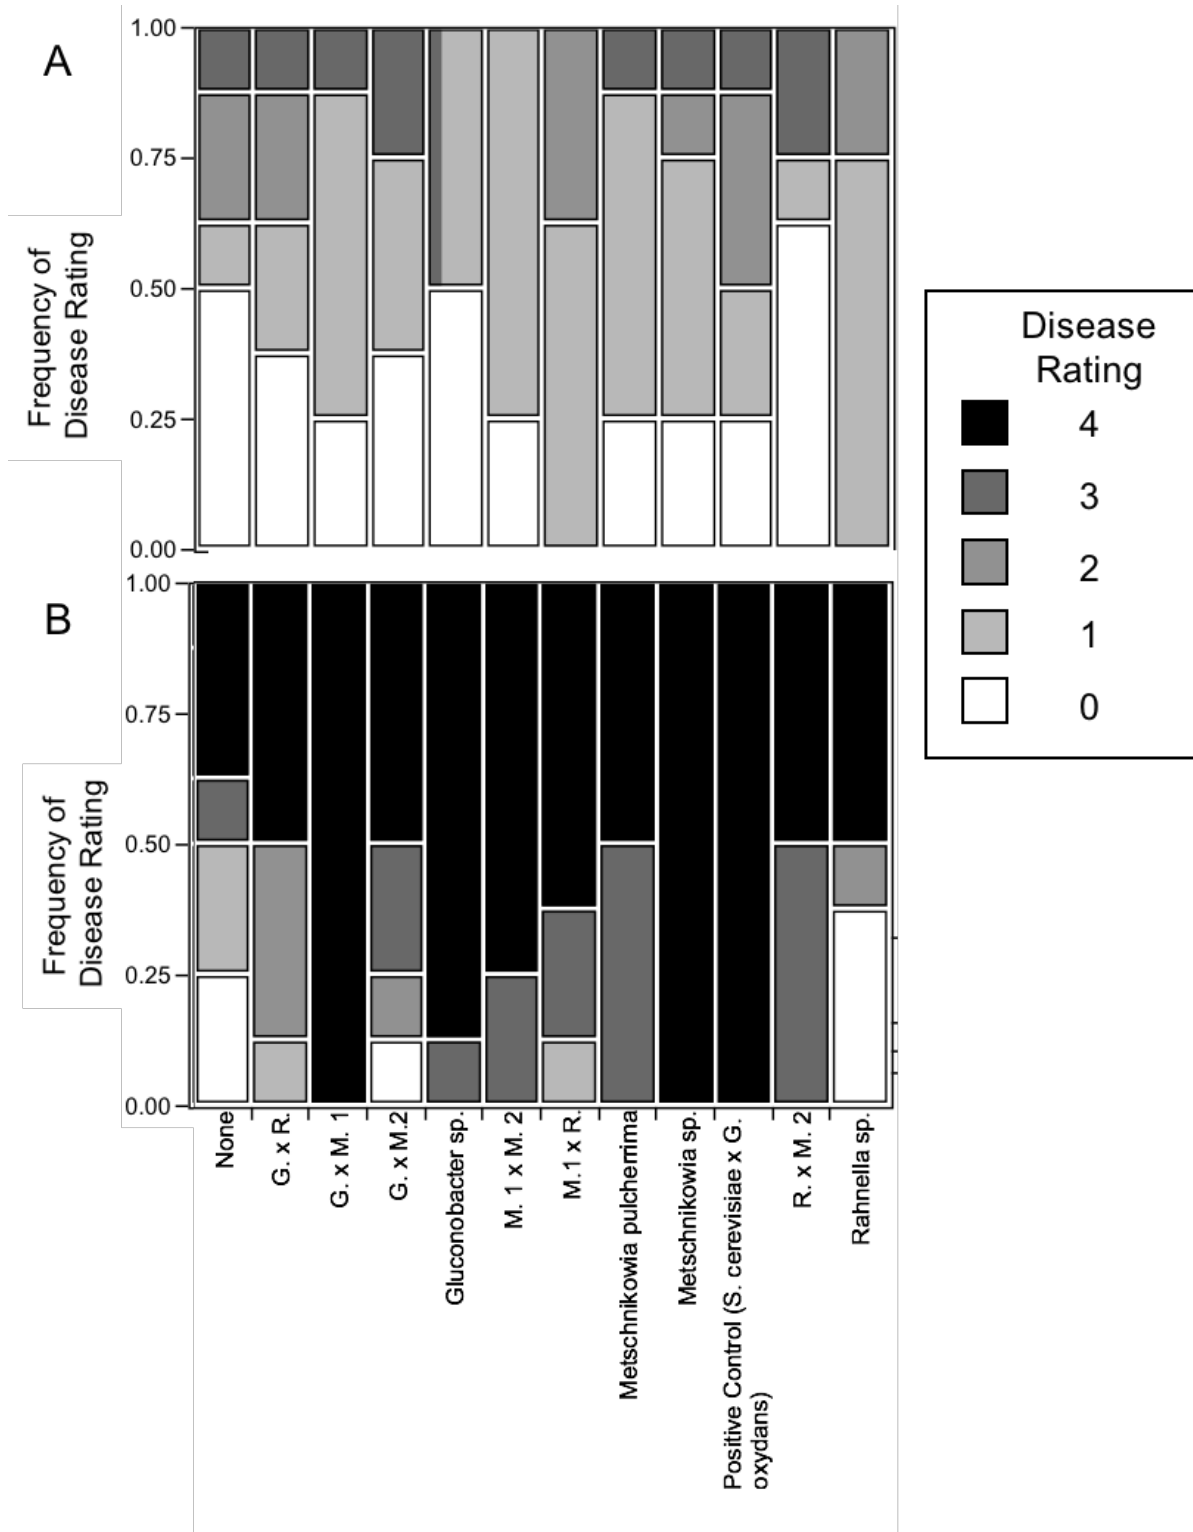 A
1.00
0.75
0.50
0.25
0.00
Frequency of
Disease Rating
Disease
Rating
4
3
2
1
0
B
1.00
0.75
0.50
0.25
0.00
Frequency of
Disease Rating
None
G. x R.
G. x M. 1
G. x M.2
Gluconobacter sp.
M. 1 x M. 2
M.1 x R.
Metschnikowia pulcherrima
Metschnikowia sp.
Positive Control (S. cerevisiae x G.
oxydans)
R. x M. 2
Rahnella sp.